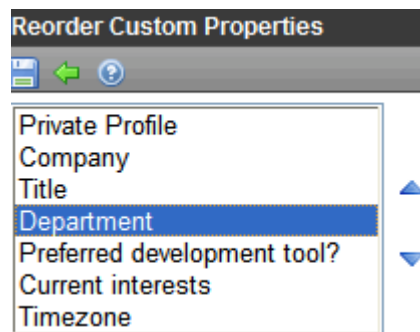 Reorder Custom Properties
Private Profile
Company
Title
Department
Preferred development tool?
Current interests
Timezone